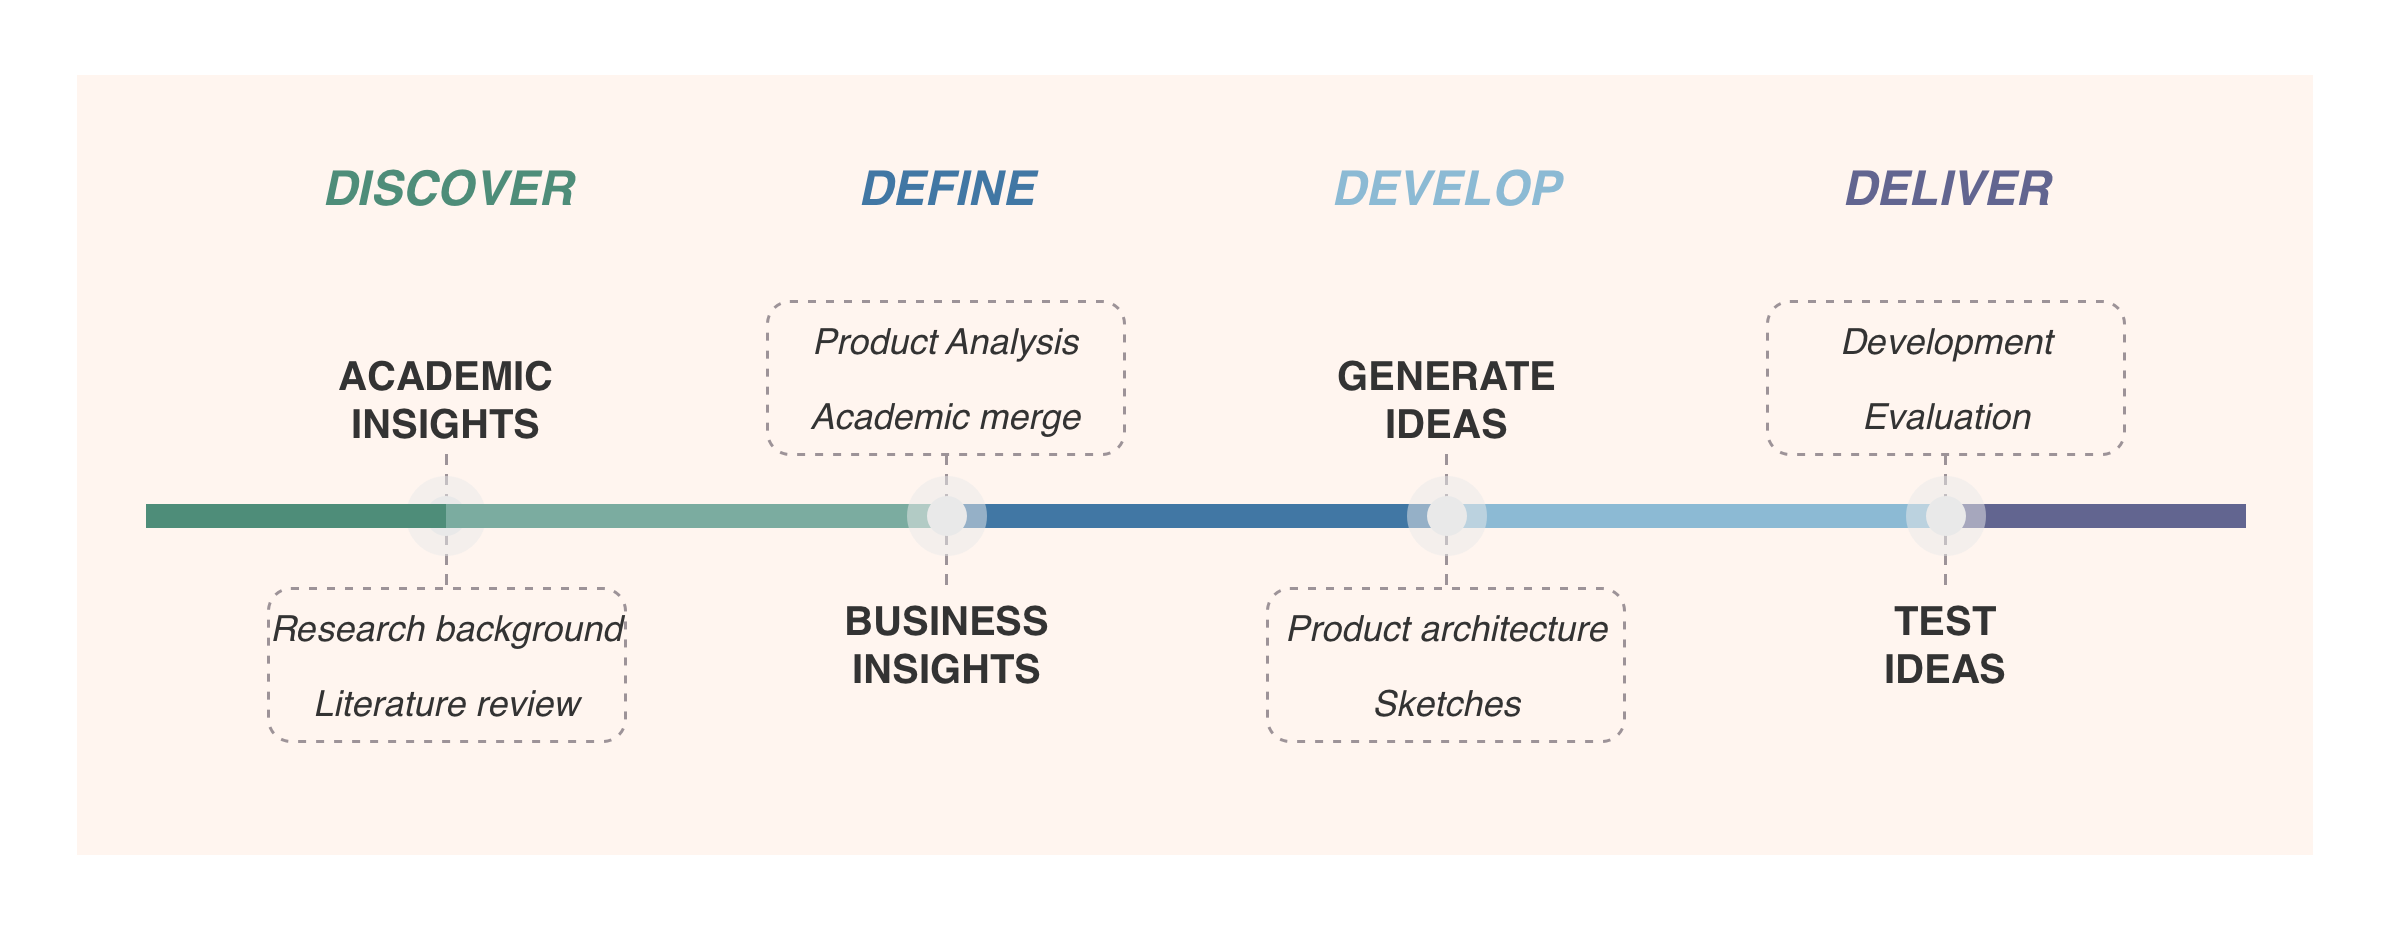 DISCOVER
DEFINE
DEVELOP
DELIVER
ACADEMIC
INSIGHTS
Research background
Literature review
Product Analysis
Academic merge
BUSINESS
INSIGHTS
GENERATE
IDEAS
Product architecture
Sketches
Development
Evaluation
TEST
IDEAS